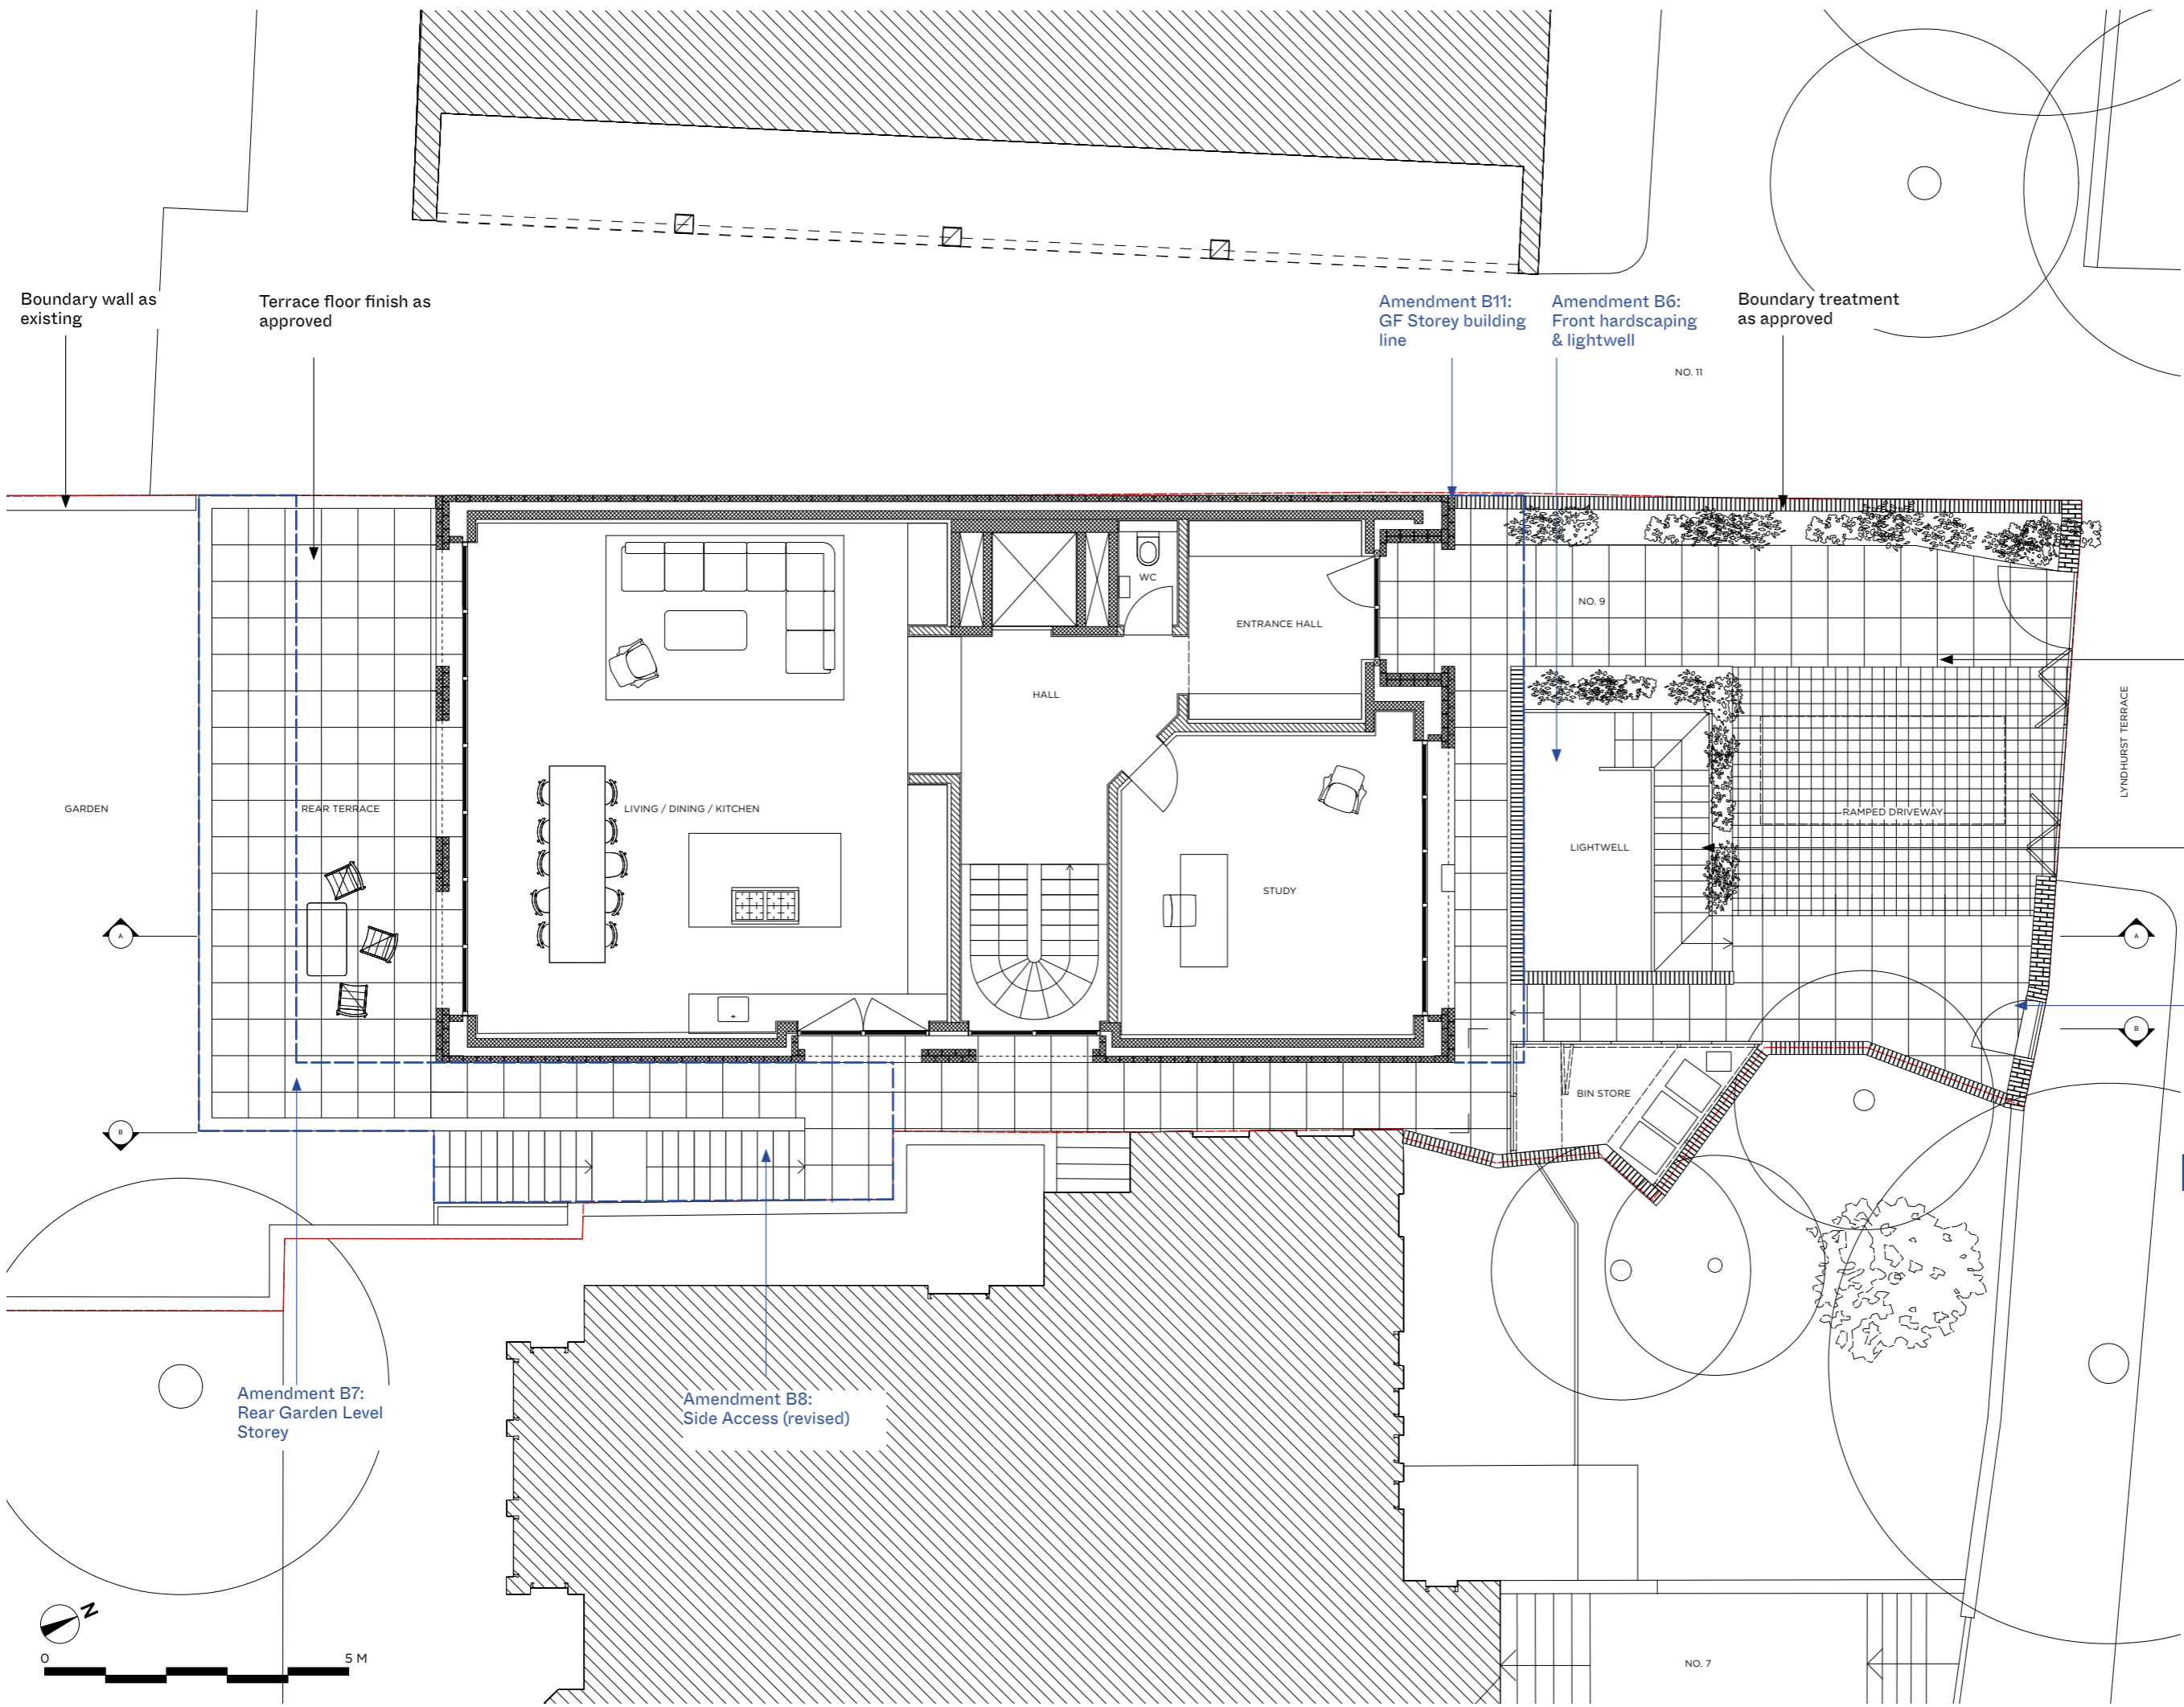 Boundary wall as
existing
Terrace floor finish as
approved
Amendment B11:
GF Storey building
line
Amendment B6:
Front hardscaping
& lightwell
Boundary treatment
as approved
NO. 11
WC
NO. 9
ENTRANCE HALL
HALL
LYNDHURST TERRACE
GARDEN
REAR TERRACE
LIVING / DINING / KITCHEN
RAMPED DRIVEWAY
LIGHTWELL
STUDY
A
A
B
BIN STORE
B
Amendment B7:
Rear Garden Level
Storey
Amendment B8:
Side Access (revised)
N
0 5 M
NO. 7